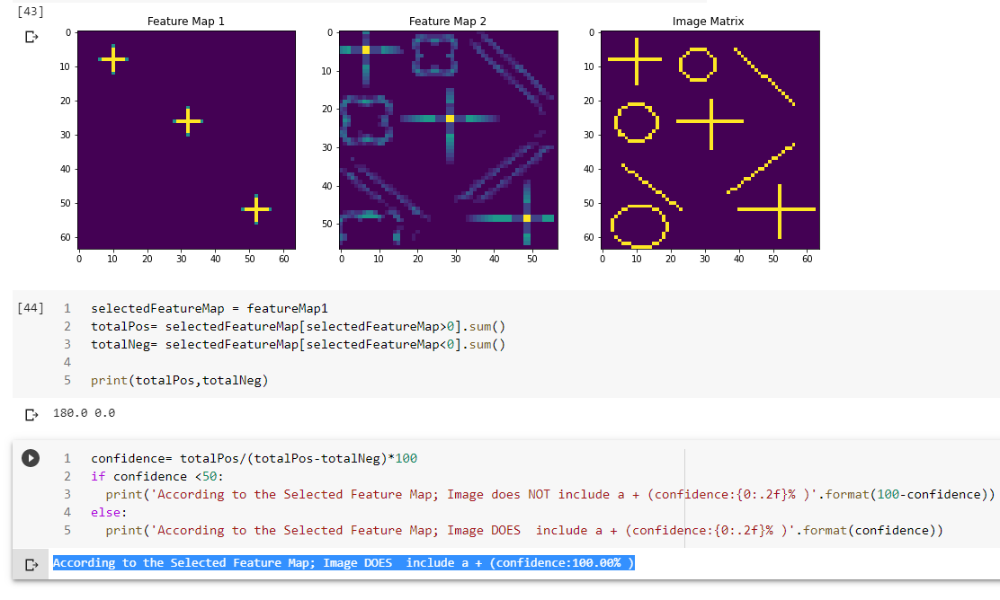 [43]
Feature Map 1
Feature Map 2
Image Matrix
0
10
20
30
40
50
60
0 10 20 30 40 50 60
0
10
20
30
40
50
0 10 20 30 40 50
0
10
20
30
40
50
60
0 10 20 30 40 50 60
[44]
1 selectedFeatureMap = featureMap1
2 totalPos= selectedFeatureMap[selectedFeatureMap>0].sum()
3 totalNeg= selectedFeatureMap[selectedFeatureMap<0].sum()
4
5 print(totalPos,totalNeg)
180.0 0.0
1 confidence= totalPos/(totalPos-totalNeg)*100
2 if confidence <50:
3   print('According to the Selected Feature Map; Image does NOT include a + (confidence:{0:.2f}% )'.format(100-confidence))
4 else:
5   print('According to the Selected Feature Map; Image DOES  include a + (confidence:{0:.2f}% )'.format(confidence))
According to the Selected Feature Map; Image DOES  include a + (confidence:100.00% )